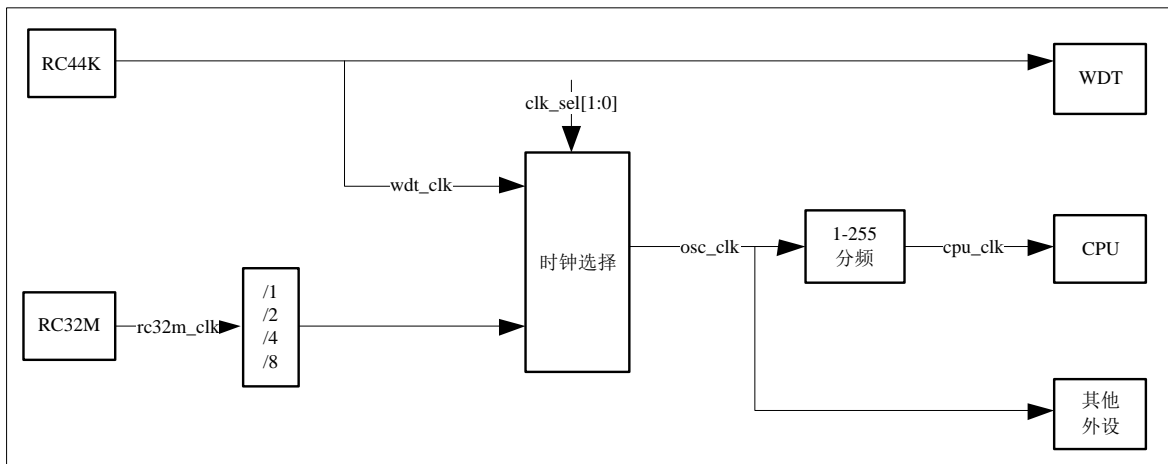 RC44K
WDT
clk_sel[1:0]
wdt_clk
时钟选择
osc_clk
1-255
分频
cpu_clk
CPU
RC32M
rc32m_clk
/1
/2
/4
/8
其他
外设